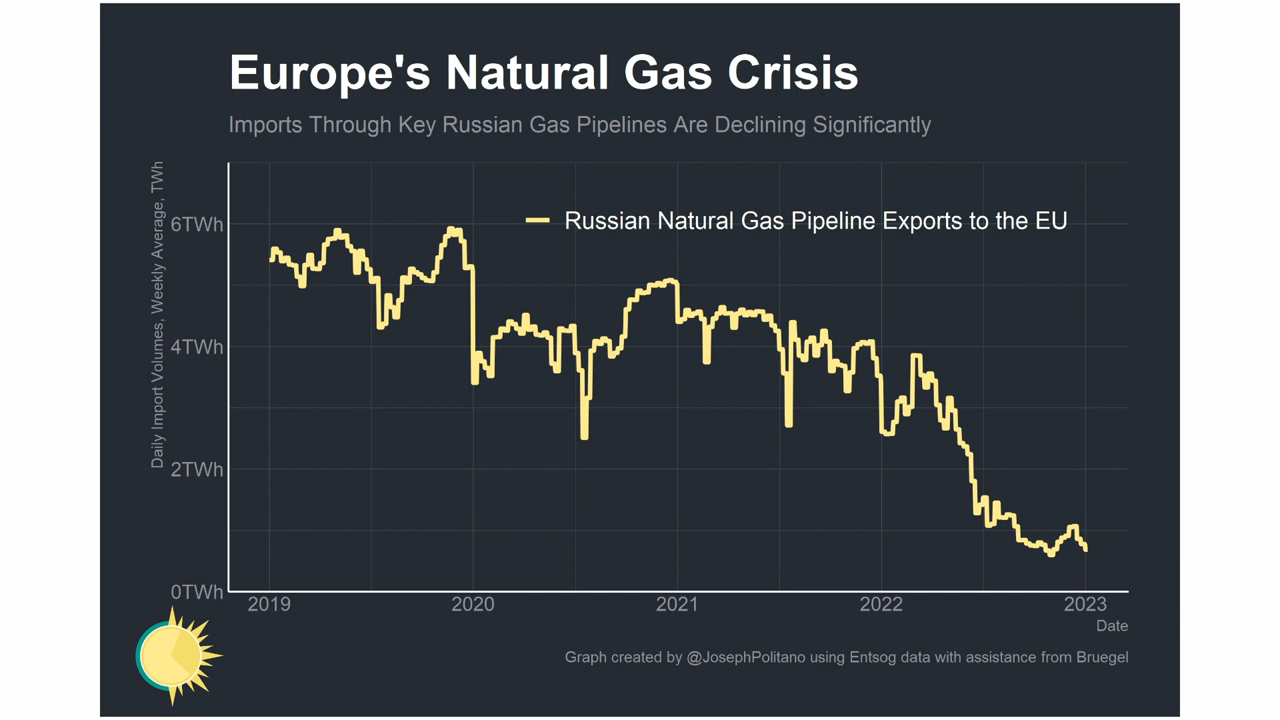 Europe's Natural Gas Crisis
Imports Through Key Russian Gas Pipelines Are Declining Significantly
Daily Import Volumes, Weekly Average, TWh
Russian Natural Gas Pipeline Exports to the EU
6TWh
4TWh
2TWh
0TWh
2019 2020 2021 2022 2023
Date
Graph created by @JosephPolitano using Entsog data with assistance from Bruegel